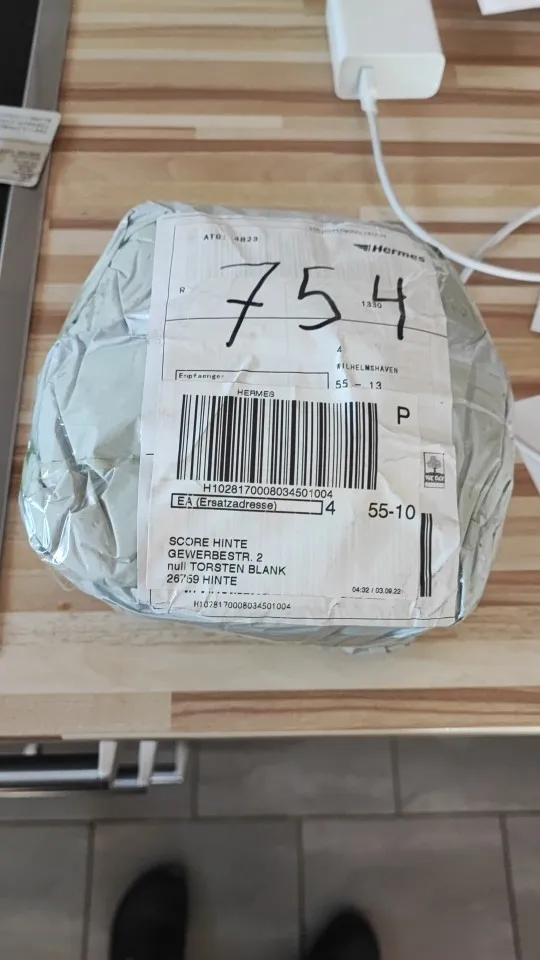 ATG: 4823
Hermes
R
754
1330
4
WILHELMSHAVEN
Empfaenger
55 - 13
HERMES
P
H1028170008034501004
EA (Ersatzadresse)
4
55-10
SCORE HINTE
GEWERBESTR. 2
null TORSTEN BLANK
26759 HINTE
04:32 / 03.09.22
H1028170008034501004